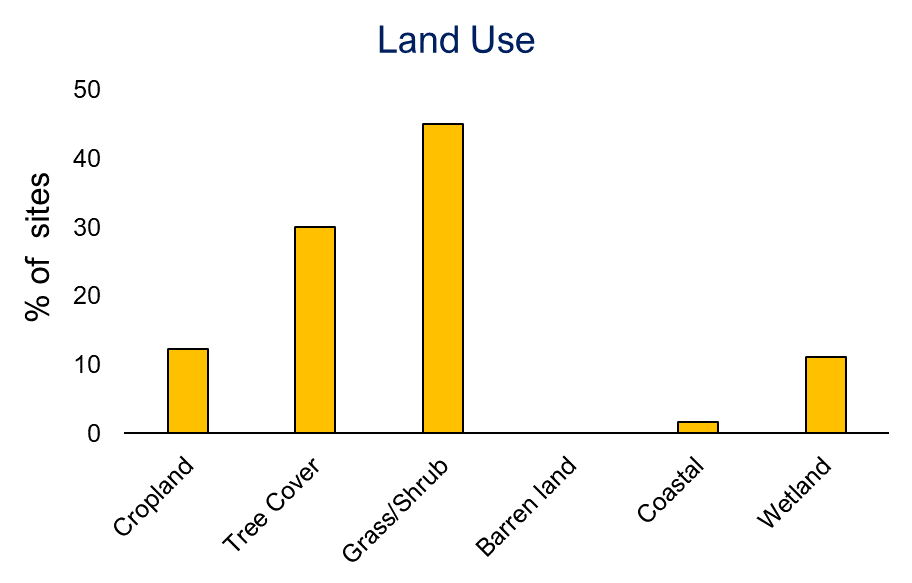 Land Use
50
40
30
20
10
0
% of sites
Cropland
Tree Cover
Grass/Shrub
Barren land
Coastal
Wetland